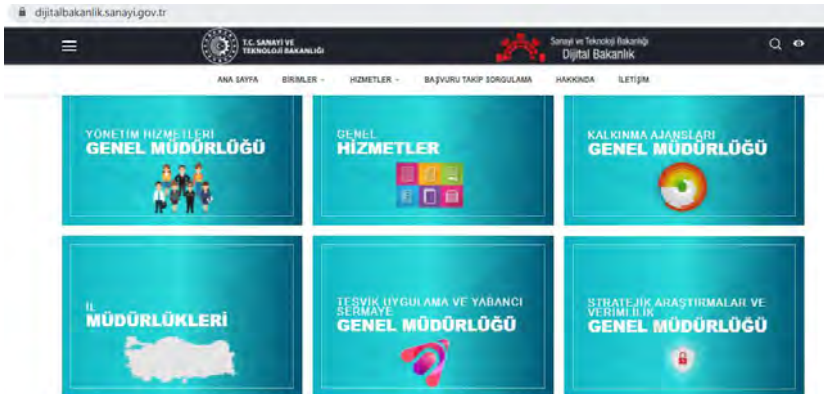 dijitalbakanlik.sanayi.gov.tr
T.C. SANAYİ VE
TEKNOLOJİ BAKANLIĞI
Sanayi ve Teknoloji Bakanlığı
Dijital Bakanlık
ANA SAYFA BİRİMLER HİZMETLER BAŞVURU TAKİP SORGULAMA HAKKINDA İLETİŞİM
YÖNETİM HİZMETLERİ
GENEL MÜDÜRLÜĞÜ
GENEL
HİZMETLER
KALKINMA AJANSLARI
GENEL MÜDÜRLÜĞÜ
İL
MÜDÜRLÜKLERİ
TEŞVİK UYGULAMA VE YABANCI
SERMAYE
GENEL MÜDÜRLÜĞÜ
STRATEJİK ARAŞTIRMALAR VE
VERİMLİLİK
GENEL MÜDÜRLÜĞÜ